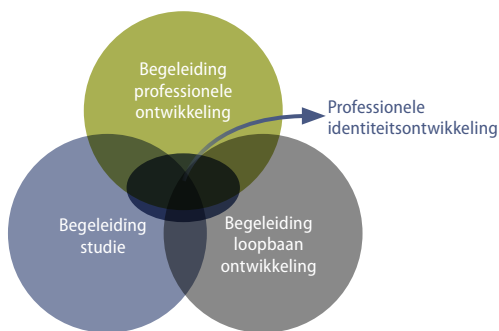 Begeleiding
professionele
ontwikkeling
Professionele
identiteitsontwikkeling
Begeleiding
studie
Begeleiding
loopbaan
ontwikkeling